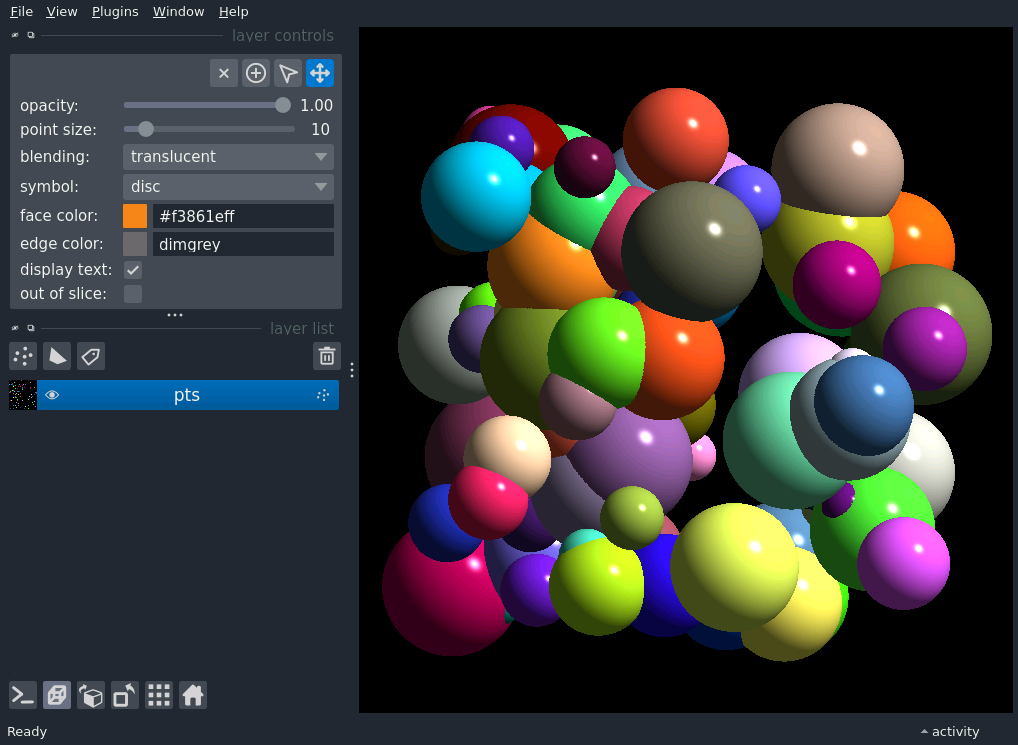 File View Plugins Window Help
layer controls
opacity: 1.00
point size: 10
blending: translucent
symbol: disc
face color: #f3861eff
edge color: dimgrey
display text:
out of slice:
layer list
pts
Ready
activity